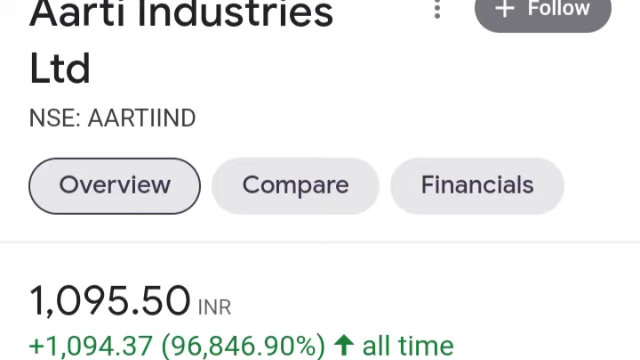 Aarti Industries
+ Follow
Ltd
NSE: AARTIIND
Overview
Compare
Financials
1,095.50 INR
+1,094.37 (96,846.90%) ↑ all time